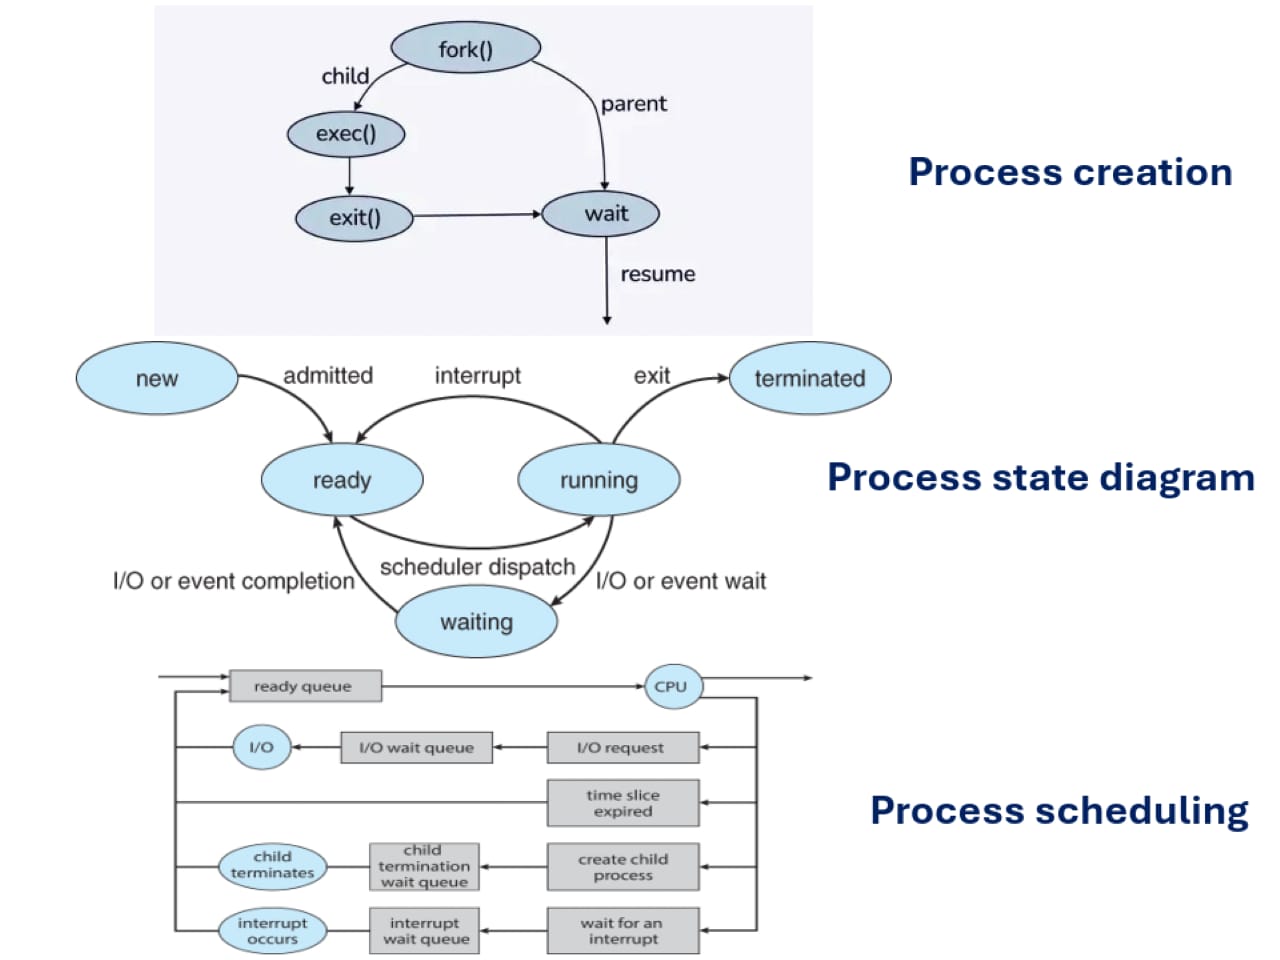 fork()
child
parent
exec()
exit()
wait
resume
Process creation
new
admitted
interrupt
exit
terminated
ready
running
Process state diagram
I/O or event completion
scheduler dispatch
I/O or event wait
waiting
ready queue
CPU
I/O
I/O wait queue
I/O request
time slice
expired
Process scheduling
child
terminates
child
termination
wait queue
create child
process
interrupt
occurs
interrupt
wait queue
wait for an
interrupt